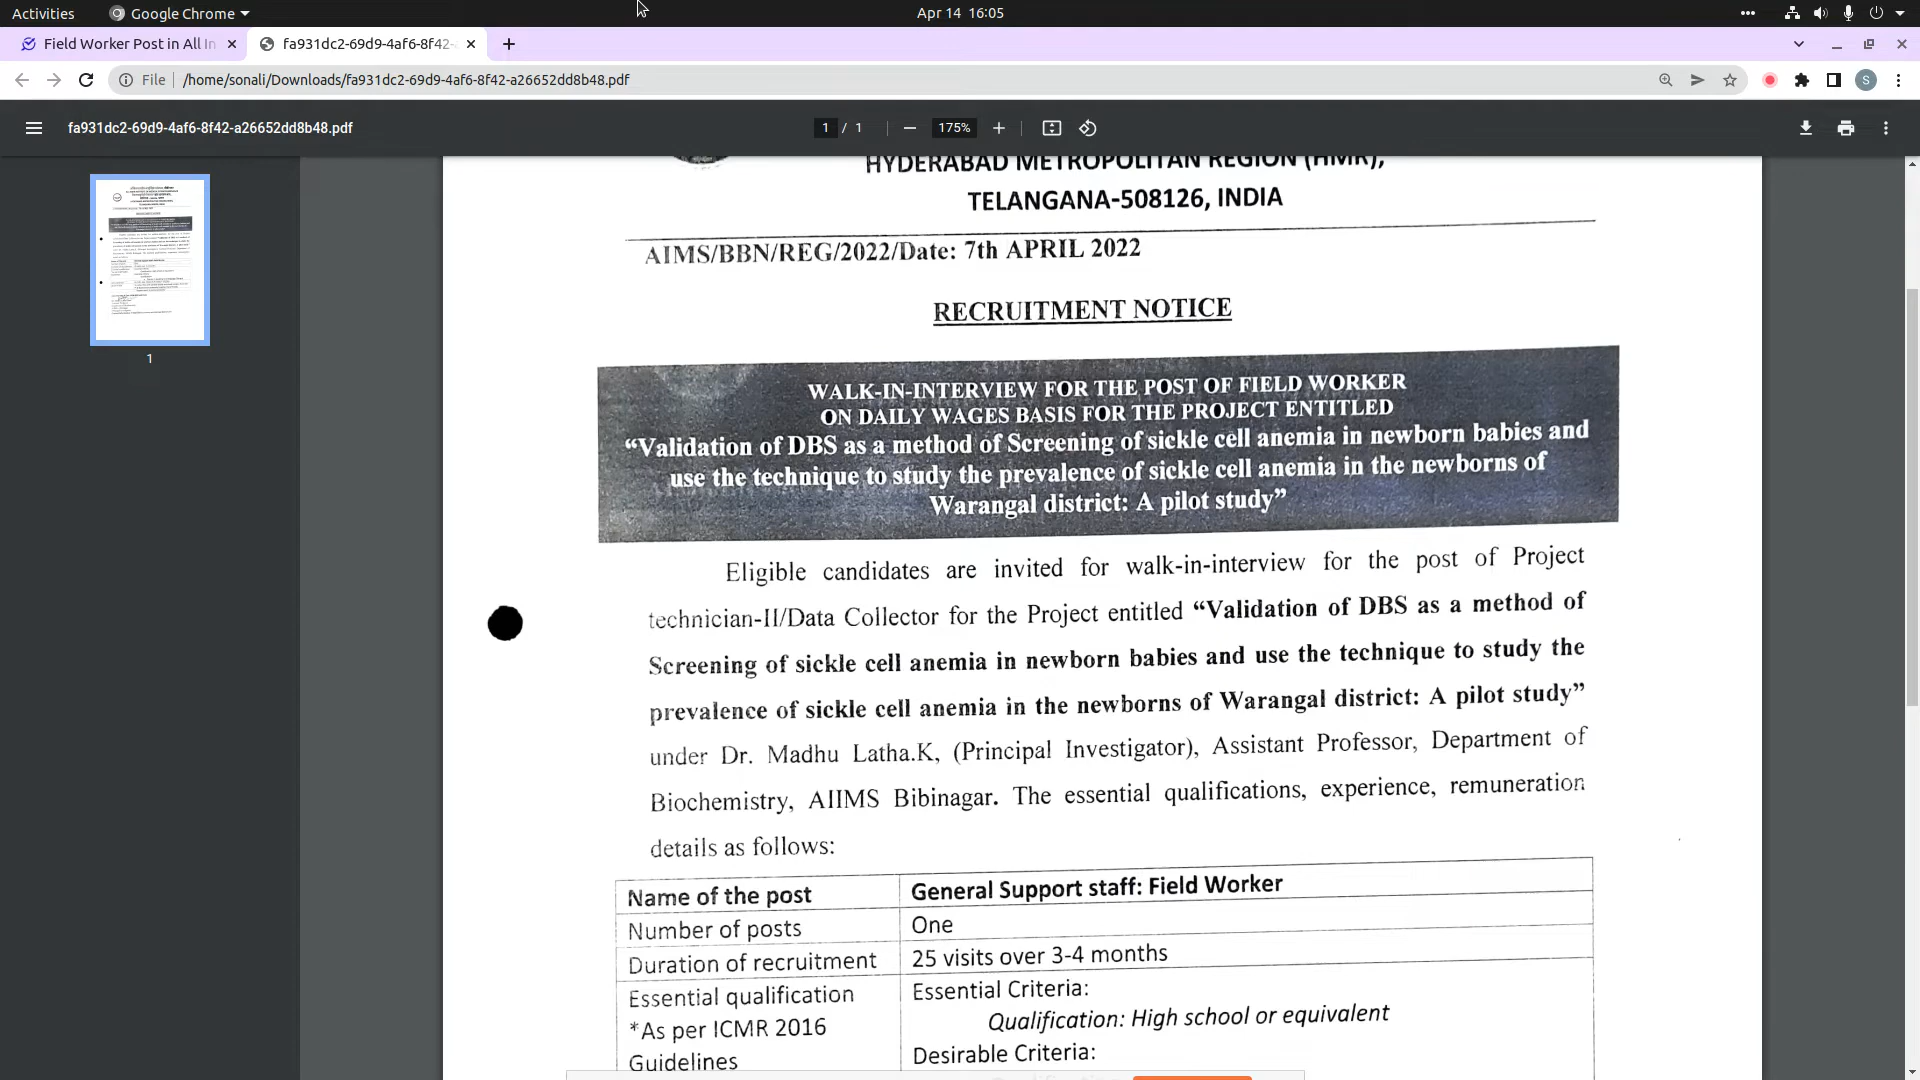 Activities
Google Chrome
Apr 14 16:05
Field Worker Post in All In
fa931dc2-69d9-4af6-8f42-
File
/home/sonali/Downloads/fa931dc2-69d9-4af6-8f42-a26652dd8b48.pdf
S
fa931dc2-69d9-4af6-8f42-a26652dd8b48.pdf
1 / 1
175%
1
HYDERABAD METROPOLITAN REGION (HMR),
TELANGANA-508126, INDIA
AIMS/BBN/REG/2022/Date: 7th APRIL 2022
RECRUITMENT NOTICE
WALK-IN-INTERVIEW FOR THE POST OF FIELD WORKER
ON DAILY WAGES BASIS FOR THE PROJECT ENTITLED
“Validation of DBS as a method of Screening of sickle cell anemia in newborn babies and
use the technique to study the prevalence of sickle cell anemia in the newborns of
Warangal district: A pilot study”
Eligible candidates are invited for walk-in-interview for the post of Project
technician-II/Data Collector for the Project entitled “Validation of DBS as a method of
Screening of sickle cell anemia in newborn babies and use the technique to study the
prevalence of sickle cell anemia in the newborns of Warangal district: A pilot study”
under Dr. Madhu Latha.K, (Principal Investigator), Assistant Professor, Department of
Biochemistry, AIIMS Bibinagar. The essential qualifications, experience, remuneration
details as follows:
Name of the post General Support staff: Field Worker
Number of posts One
Duration of recruitment 25 visits over 3-4 months
Essential qualification Essential Criteria:
*As per ICMR 2016 Qualification: High school or equivalent
Guidelines Desirable Criteria: